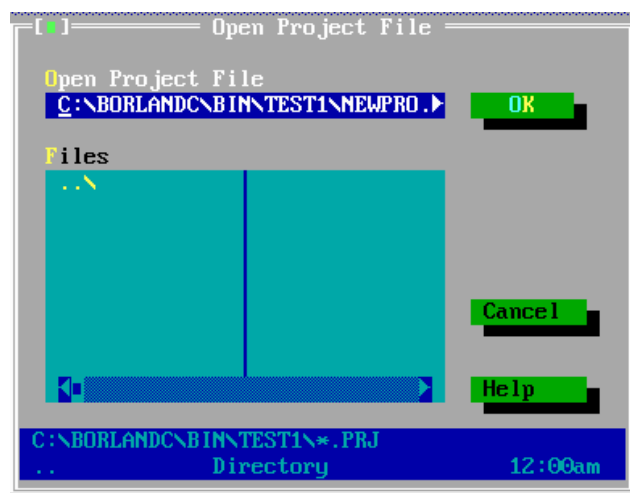 [■] Open Project File
Open Project File
C:\BORLANDC\BIN\TEST1\NEWPRO.►
OK
Files
..\
Cancel
Help
C:\BORLANDC\BIN\TEST1\*.PRJ
.. Directory 12:00am